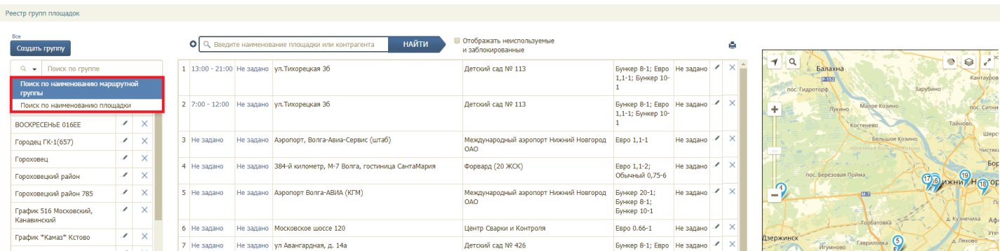 Реестр групп площадок
Все
Создать группу
Введите наименование площадки или контрагента
НАЙТИ
Отображать неиспользуемые
и заблокированные
Поиск по группе
Поиск по наименованию маршрутной
группы
Поиск по наименованию площадки
ВОСКРЕСЕНЬЕ 016ЕЕ
Городец ГК-1(657)
Гороховец
Гороховецкий район
Гороховецкий район 785
График 516 Московский,
Канавинский
График "Камаз" Кстово
1 13:00 - 21:00 Не задано ул.Тихорецкая 3б Детский сад № 113 Бункер 8-1; Евро Не задано
1,1-1; Бункер 10-
1
2 7:00 - 12:00 Не задано ул.Тихорецкая 3б Детский сад № 113 Бункер 8-1; Евро Не задано
1,1-1; Бункер 10-
1
3 Не задано Не задано Аэропорт, Волга-Авиа-Сервис (штаб) Международный аэропорт Нижний Новгород Евро 1,1-1 Не задано
ОАО
4 Не задано Не задано 384-й километр, М-7 Волга, гостиница СантаМария Форвард (20 ЖСК) Евро 1,1-2; Не задано
Обычный 0,75-6
5 Не задано Не задано Аэропорт Волга-АВИА (КГМ) Международный аэропорт Нижний Новгород Бункер 20-1; Не задано
ОАО Бункер 8-1;
Бункер 10-1
6 Не задано Не задано Московское шоссе 120 Центр Сварки и Контроля Евро 0.66-1 Не задано
7 Не задано Не задано ул Авангардная, д. 14а Детский сад № 426 Бункер 8-1; Евро Не задано
Балахна
Р-152
Кантауров
пос. Гидроторф
Зарубино
Лукино
Малое Козино
пос. Ситни
Костенево
Тайново
Большое Козино
Шерс
поселение Большое Козино
Чистяк
Бор
пос. Берёзовая Пойма
17
16
19
18
4
ижни
Н
гор
М-7
Горбатовка
д. Кузнечиха
Аф
Дзержинск
Гавриловка
5
д. Ляхово
Игумново